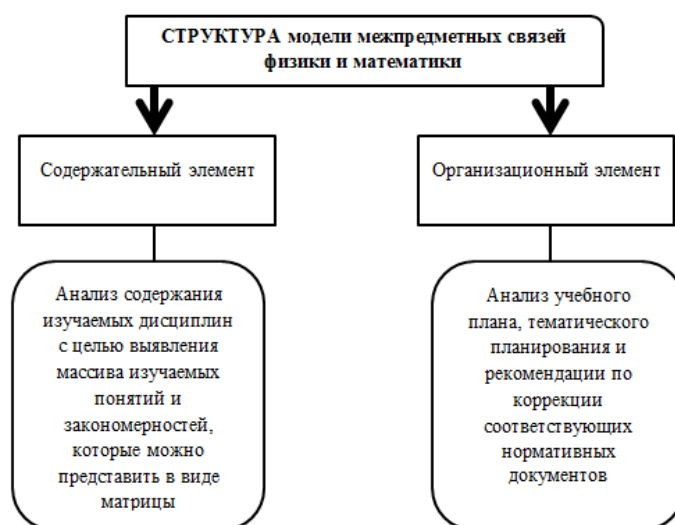 СТРУКТУРА модели межпредметных связей
физики и математики
Содержательный элемент
Организационный элемент
Анализ содержания
изучаемых дисциплин
с целью выявления
массива изучаемых
понятий и
закономерностей,
которые можно
представить в виде
матрицы
Анализ учебного
плана, тематического
планирования и
рекомендации по
коррекции
соответствующих
нормативных
документов